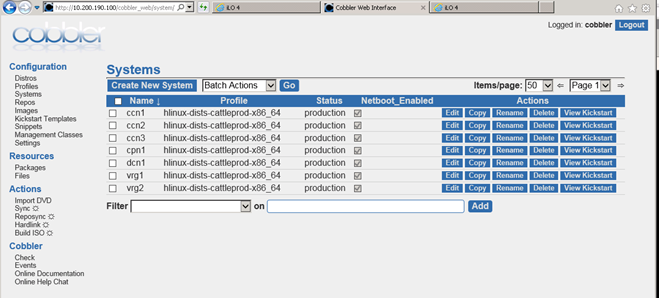 http://10.200.190.100/cobbler_web/system/
iLO 4
Cobbler Web Interface
iLO 4
cobbler
Logged in: cobbler Logout
Configuration
Distros
Profiles
Systems
Repos
Images
Kickstart Templates
Snippets
Management Classes
Settings
Resources
Packages
Files
Actions
Import DVD
Sync
Reposync
Hardlink
Build ISO
Cobbler
Check
Events
Online Documentation
Online Help Chat
Systems
Create New System Batch Actions Go Items/page: 50 ⇐ Page 1 ⇒
Name ↓ Profile Status Netboot_Enabled Actions
ccn1 hlinux-dists-cattleprod-x86_64 production Edit Copy Rename Delete View Kickstart
ccn2 hlinux-dists-cattleprod-x86_64 production Edit Copy Rename Delete View Kickstart
ccn3 hlinux-dists-cattleprod-x86_64 production Edit Copy Rename Delete View Kickstart
cpn1 hlinux-dists-cattleprod-x86_64 production Edit Copy Rename Delete View Kickstart
dcn1 hlinux-dists-cattleprod-x86_64 production Edit Copy Rename Delete View Kickstart
vrg1 hlinux-dists-cattleprod-x86_64 production Edit Copy Rename Delete View Kickstart
vrg2 hlinux-dists-cattleprod-x86_64 production Edit Copy Rename Delete View Kickstart
Filter on Add